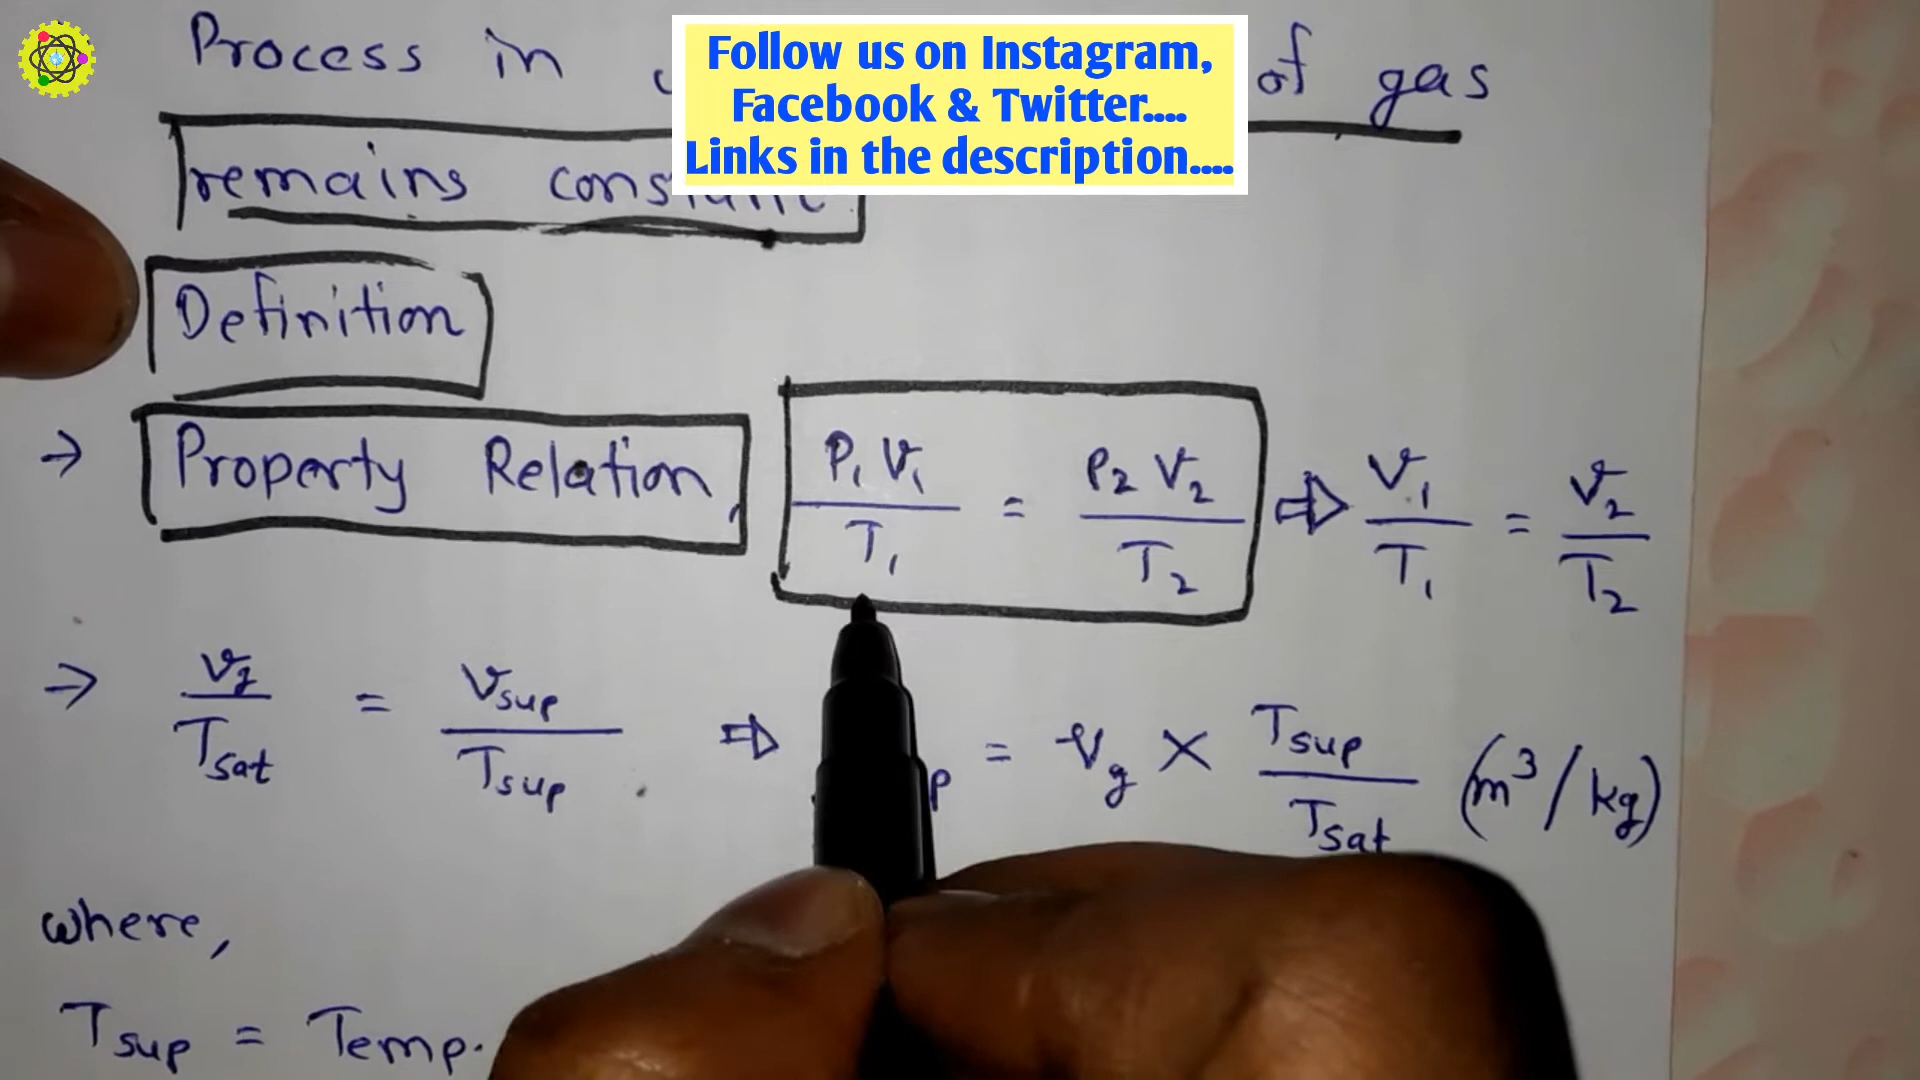 Follow us on Instagram,
Facebook & Twitter....
Links in the description....
Process in of gas
remains constant
Definition
→ Property Relation, P₁ V₁ / T₁ = P₂ V₂ / T₂ ⇒ V₁ / T₁ = V₂ / T₂
→ Vg / Tsat = Vsup / Tsup ⇒ = Vg × Tsup / Tsat (m³/kg)
where,
Tsup = Temp.